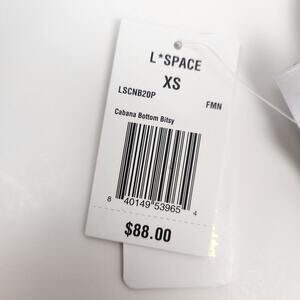 L*SPACE
XS
LSCNB20P
FMN
Cabana Bottom Bitsy
8 40149 53965 4
$88.00